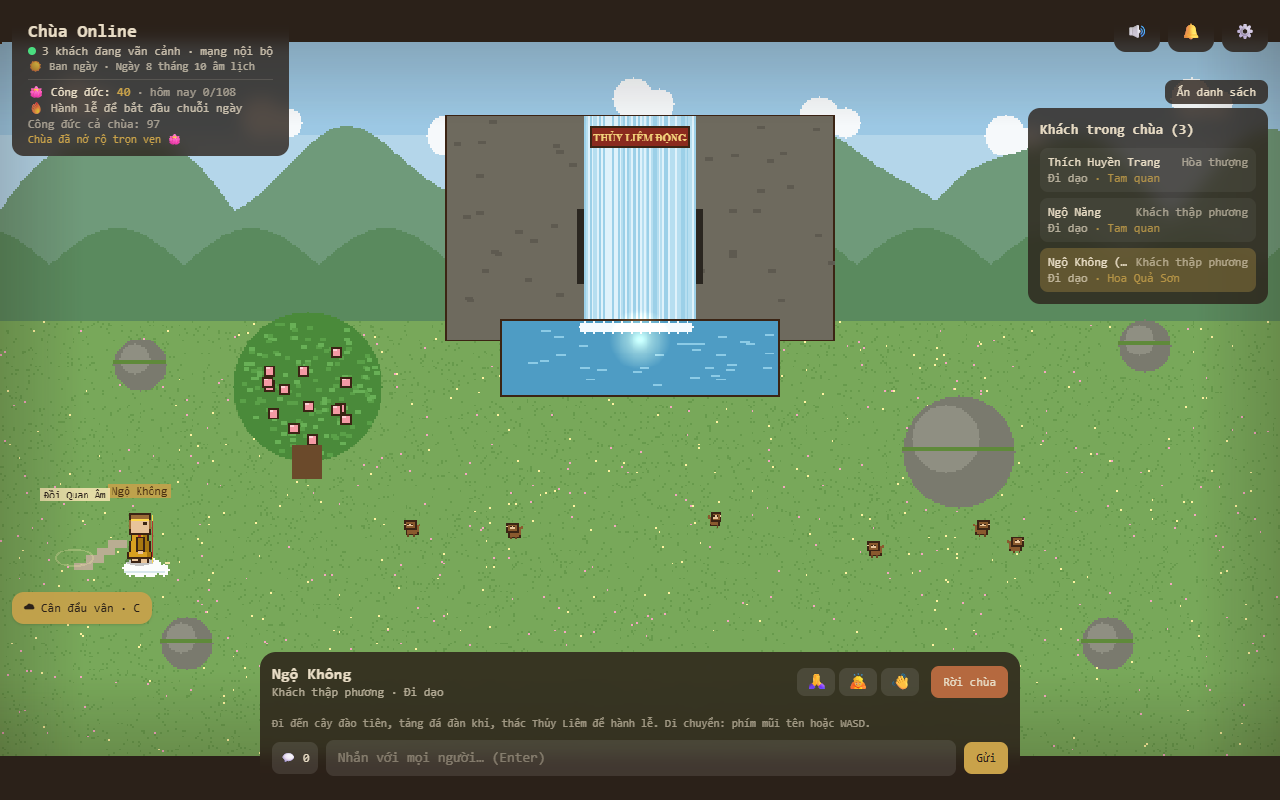 Chùa Online
3 khách đang vãn cảnh · mạng nội bộ
Ban ngày · Ngày 8 tháng 10 âm lịch
Công đức: 40 · hôm nay 0/108
Hành lễ để bắt đầu chuỗi ngày
Công đức cả chùa: 97
Chùa đã nở rộ trọn vẹn
Ẩn danh sách
Khách trong chùa (3)
Thích Huyền Trang Hòa thượng
Đi dạo · Tam quan
Ngộ Năng Khách thập phương
Đi dạo · Tam quan
Ngộ Không (… Khách thập phương
Đi dạo · Hoa Quả Sơn
THỦY LIÊM ĐỘNG
Đồi Quan Âm
Ngộ Không
Cân đẩu vân · C
Ngộ Không
Khách thập phương · Đi dạo
Rời chùa
Đi đến cây đào tiên, tảng đá đàn khỉ, thác Thủy Liêm để hành lễ. Di chuyển: phím mũi tên hoặc WASD.
0
Nhắn với mọi người… (Enter)
Gửi